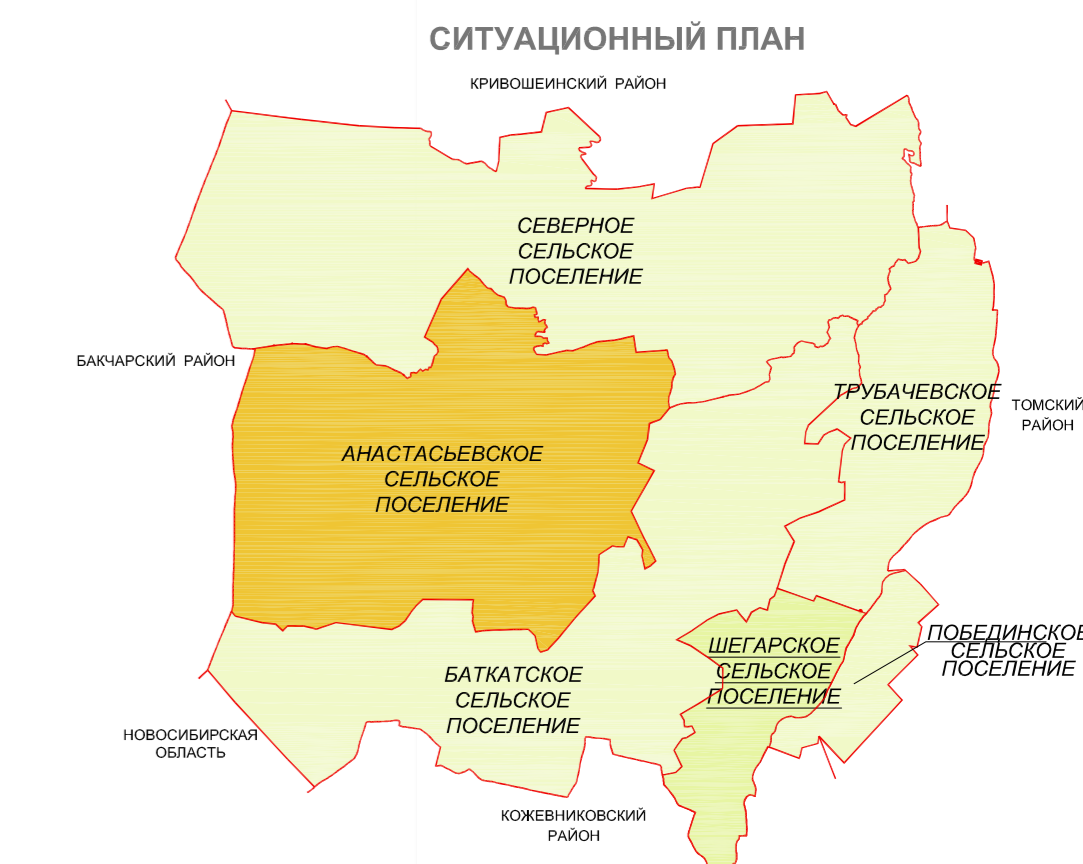 СИТУАЦИОННЫЙ ПЛАН
КРИВОШЕИНСКИЙ РАЙОН
СЕВЕРНОЕ
СЕЛЬСКОЕ
ПОСЕЛЕНИЕ
БАКЧАРСКИЙ РАЙОН
ТРУБАЧЕВСКОЕ
СЕЛЬСКОЕ
ПОСЕЛЕНИЕ
ТОМСКИЙ
РАЙОН
АНАСТАСЬЕВСКОЕ
СЕЛЬСКОЕ
ПОСЕЛЕНИЕ
ПОБЕДИНСКОЕ
СЕЛЬСКОЕ
ПОСЕЛЕНИЕ
ШЕГАРСКОЕ
СЕЛЬСКОЕ
ПОСЕЛЕНИЕ
БАТКАТСКОЕ
СЕЛЬСКОЕ
ПОСЕЛЕНИЕ
НОВОСИБИРСКАЯ
ОБЛАСТЬ
КОЖЕВНИКОВСКИЙ
РАЙОН